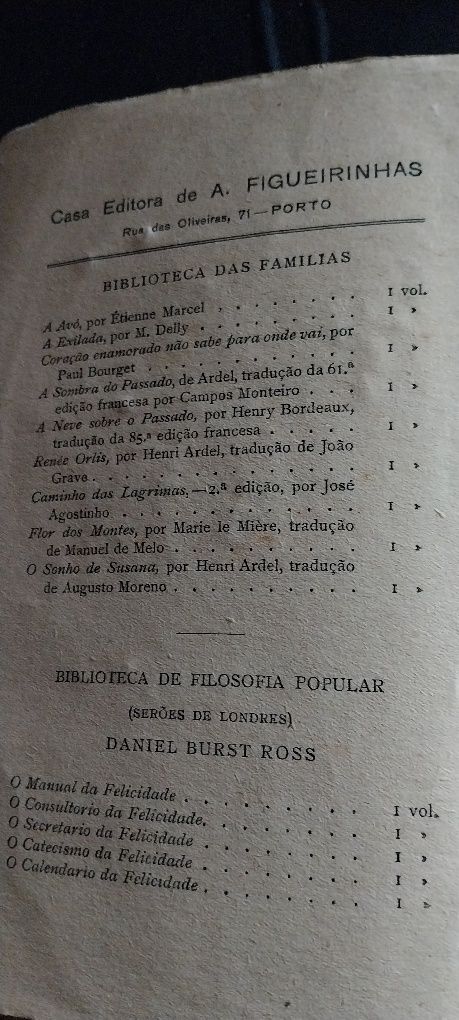 Casa Editora de A. FIGUEIRINHAS
Rua das Oliveiras, 71—PORTO
BIBLIOTECA DAS FAMILIAS
A Avó, por Étienne Marcel . . . . . . . 1 vol.
A Exilada, por M. Delly . . . . . . . . 1 »
Coração enamorado não sabe para onde vai, por
Paul Bourget . . . . . . . . . . . 1 »
A Sombra do Passado, de Ardel, tradução da 61.ª
edição francesa por Campos Monteiro . . . 1 »
A Neve sobre o Passado, por Henry Bordeaux,
tradução da 85.ª edição francesa . . . . . 1 »
Renée Orlis, por Henri Ardel, tradução de João
Grave . . . . . . . . . . . . . . 1 »
Caminho das Lagrimas,—2.ª edição, por José
Agostinho . . . . . . . . . . . . 1 »
Flor dos Montes, por Marie le Mière, tradução
de Manuel de Melo . . . . . . . . . 1 »
O Sonho de Susana, por Henri Ardel, tradução
de Augusto Moreno . . . . . . . . . 1 »
BIBLIOTECA DE FILOSOFIA POPULAR
(SERÕES DE LONDRES)
DANIEL BURST ROSS
O Manual da Felicidade . . . . . . . . 1 vol.
O Consultorio da Felicidade. . . . . . . 1 »
O Secretario da Felicidade . . . . . . . 1 »
O Catecismo da Felicidade . . . . . . . 1 »
O Calendario da Felicidade . . . . . . . 1 »